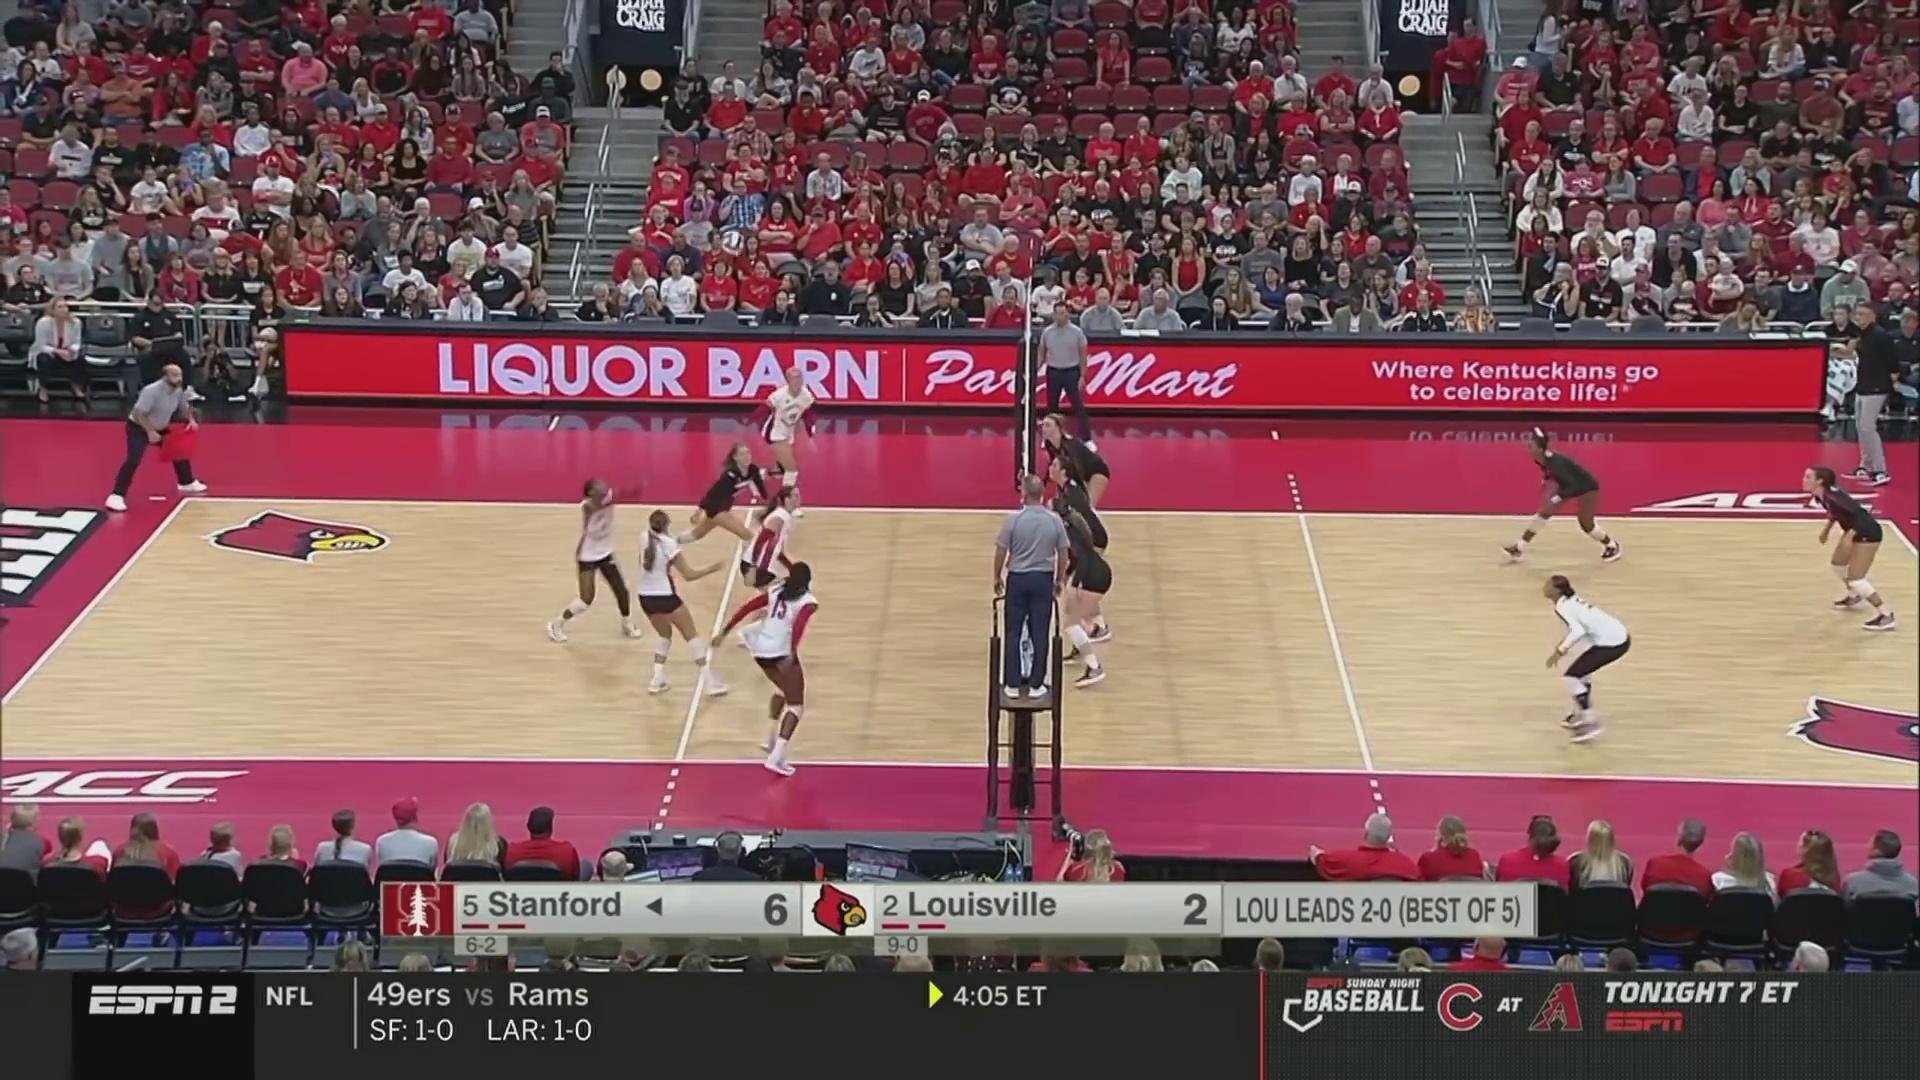 ELIJAH
CRAIG
ELIJAH
CRAIG
LIQUOR BARN
Where Kentuckians go
to celebrate life!
ACC
ACC
15
5 Stanford 6
6-2
2 Louisville 2
9-0
LOU LEADS 2-0 (BEST OF 5)
ESPN2
NFL
49ers vs Rams
SF: 1-0 LAR: 1-0
4:05 ET
ESPN SUNDAY NIGHT
BASEBALL
C AT A
TONIGHT 7 ET
ESPN